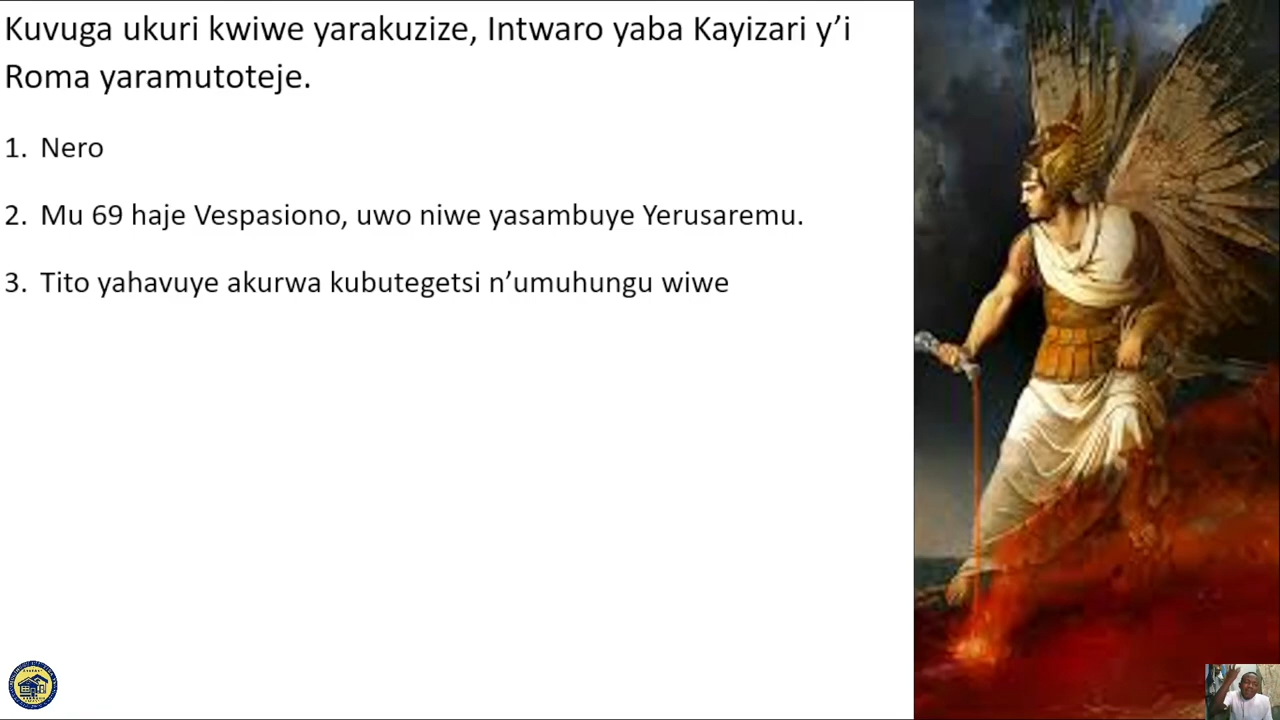 Kuvuga ukuri kwiwe yarakuzize, Intwaro yaba Kayizari y’i
Roma yaramutoteje.
1. Nero
2. Mu 69 haje Vespasiono, uwo niwe yasambuye Yerusaremu.
3. Tito yahavuye akurwa kubutegetsi n’umuhungu wiwe